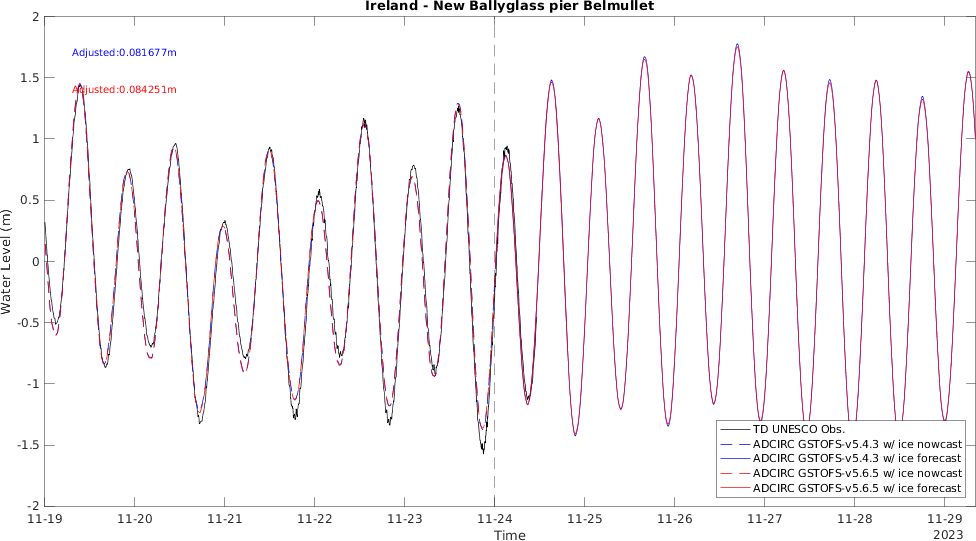 Ireland - New Ballyglass pier Belmullet
Adjusted:0.081677m
Adjusted:0.084251m
2
1.5
1
0.5
0
-0.5
-1
-1.5
-2
Water Level (m)
TD UNESCO Obs.
ADCIRC GSTOFS-v5.4.3 w/ ice nowcast
ADCIRC GSTOFS-v5.4.3 w/ ice forecast
ADCIRC GSTOFS-v5.6.5 w/ ice nowcast
ADCIRC GSTOFS-v5.6.5 w/ ice forecast
11-19 11-20 11-21 11-22 11-23 11-24 11-25 11-26 11-27 11-28 11-29
Time 2023